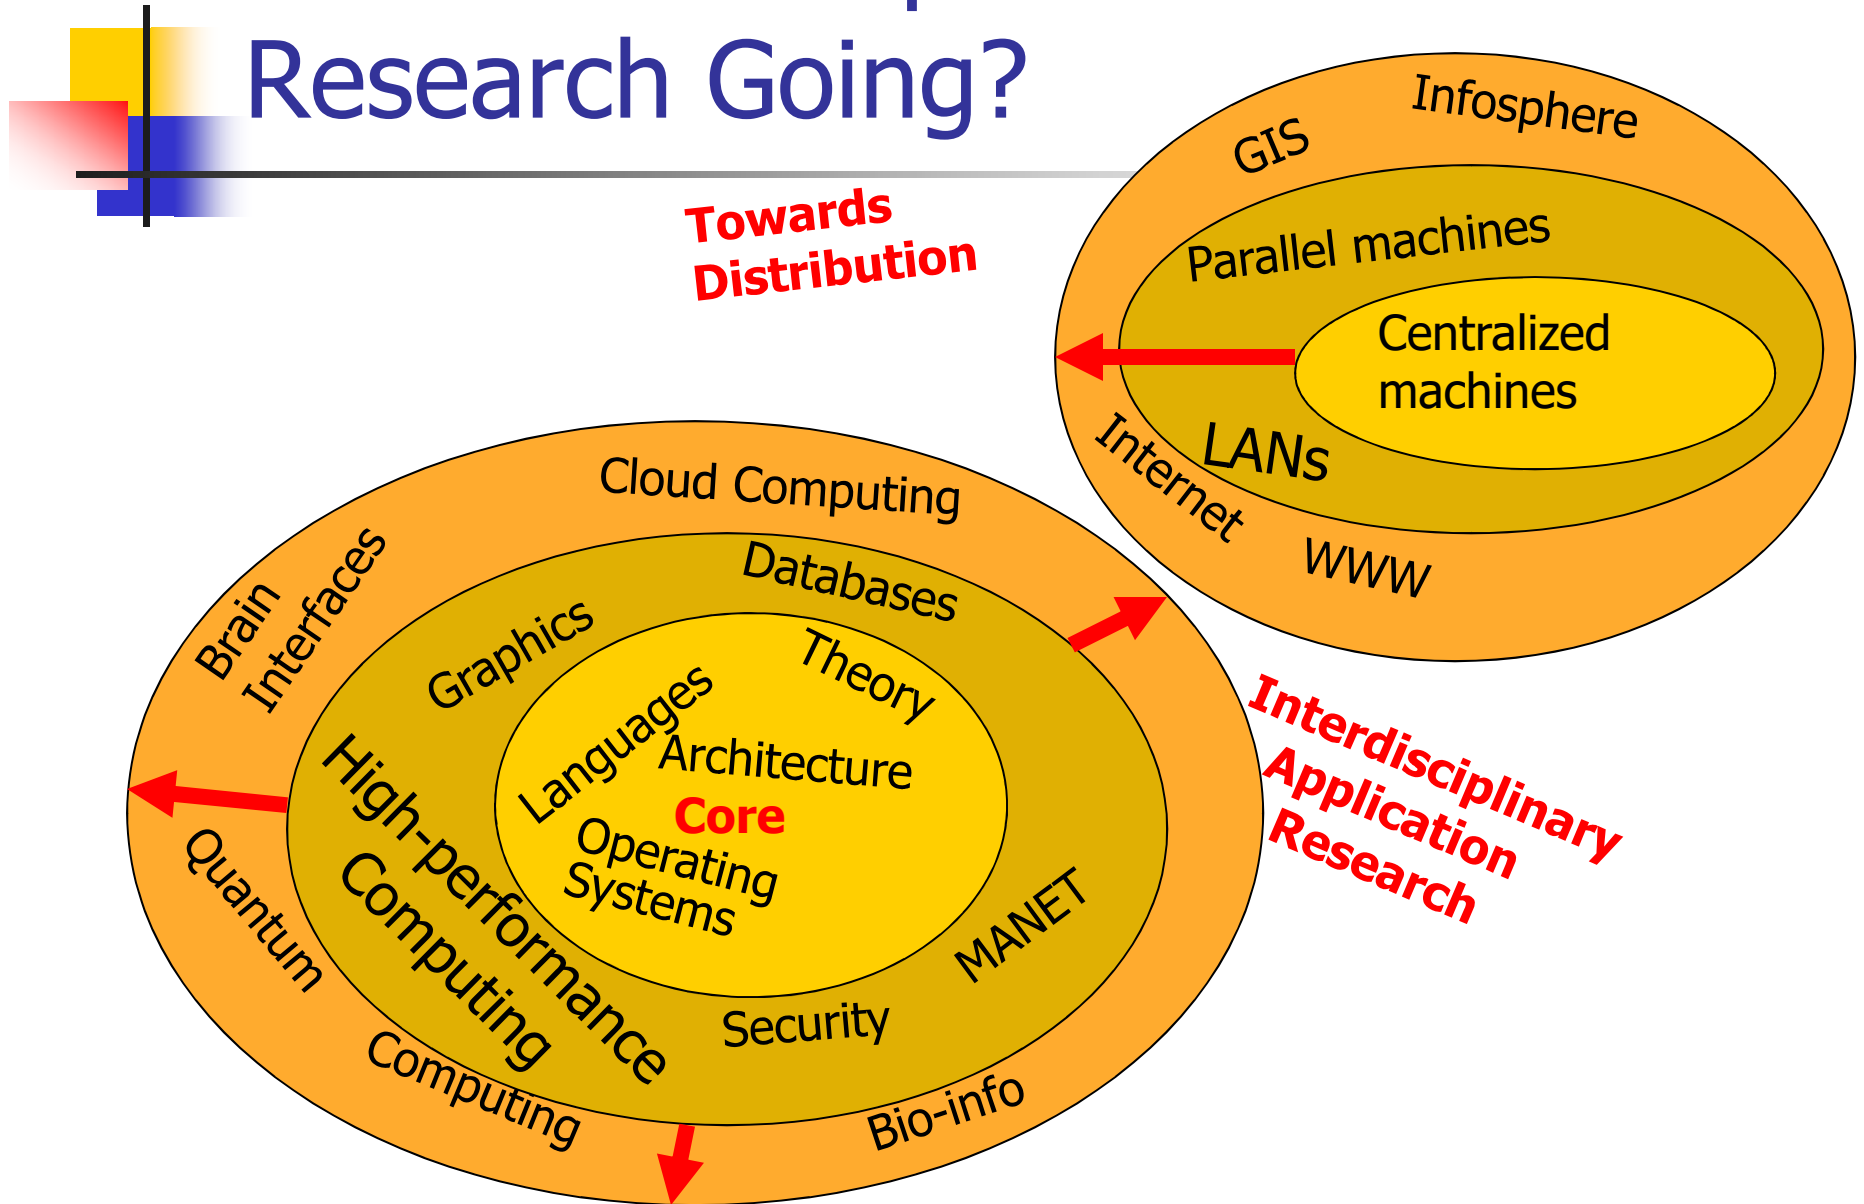 Research Going?
Infosphere
GIS
Towards
Distribution
Parallel machines
Centralized
machines
LANs
Internet
WWW
Cloud Computing
Brain
Interfaces
Databases
Graphics
Theory
Languages
Architecture
Core
Operating
Systems
High-performance
Computing
MANET
Security
Quantum
Computing
Bio-info
Interdisciplinary
Application
Research